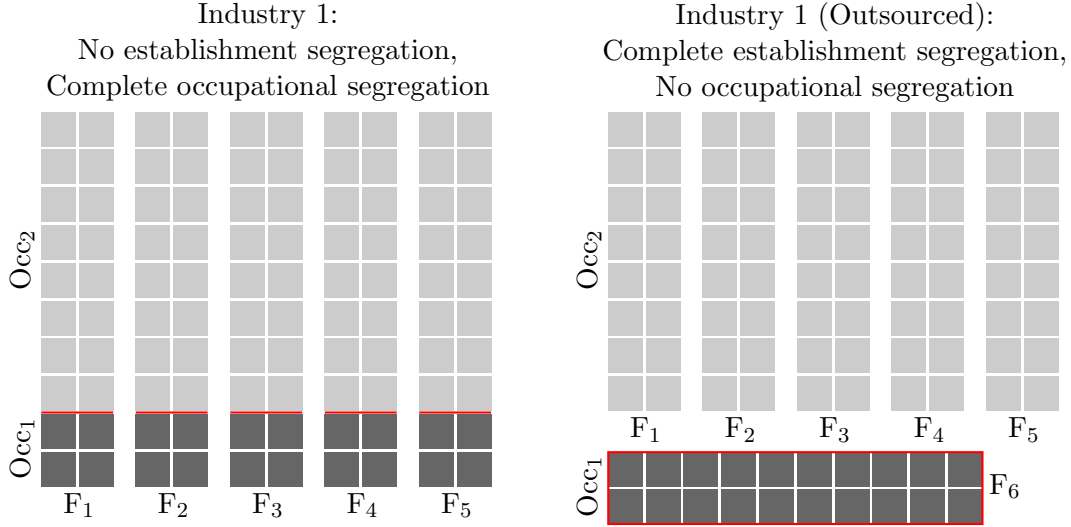 Industry 1:
No establishment segregation,
Complete occupational segregation
Occ₂
Occ₁
F₁ F₂ F₃ F₄ F₅
Industry 1 (Outsourced):
Complete establishment segregation,
No occupational segregation
Occ₂
F₁ F₂ F₃ F₄ F₅
Occ₁
F₆